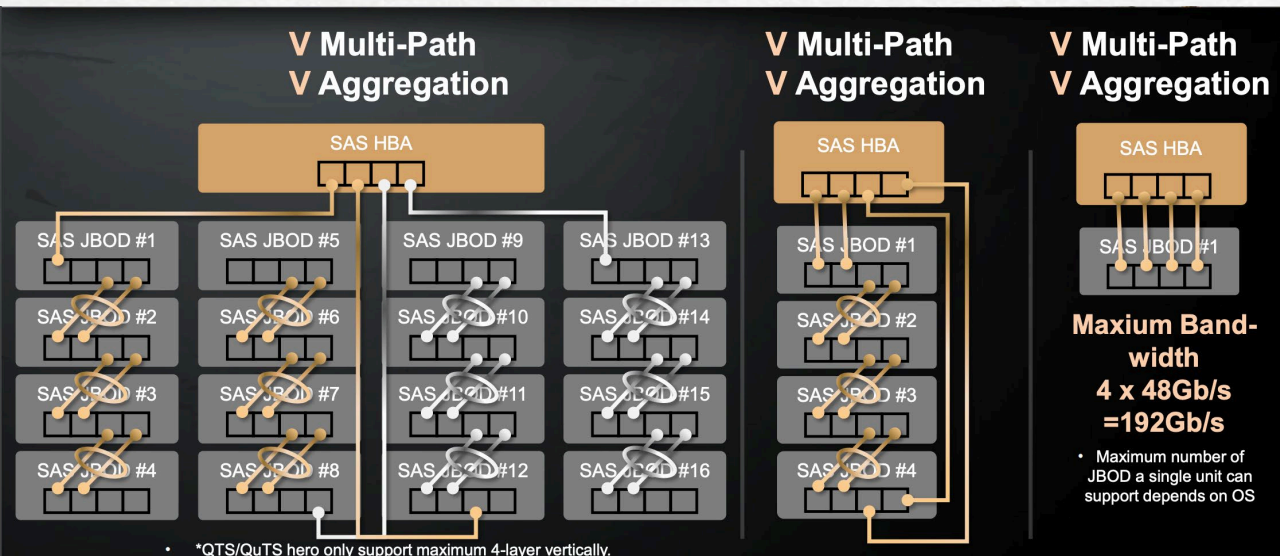 V Multi-Path
V Aggregation
SAS HBA
SAS JBOD #1
SAS JBOD #5
SAS JBOD #9
SAS JBOD #13
SAS JBOD #2
SAS JBOD #6
SAS JBOD #10
SAS JBOD #14
SAS JBOD #3
SAS JBOD #7
SAS JBOD #11
SAS JBOD #15
SAS JBOD #4
SAS JBOD #8
SAS JBOD #12
SAS JBOD #16
• *QTS/QuTS hero only support maximum 4-layer vertically.
V Multi-Path
V Aggregation
SAS HBA
SAS JBOD #1
SAS JBOD #2
SAS JBOD #3
SAS JBOD #4
V Multi-Path
V Aggregation
SAS HBA
SAS JBOD #1
Maxium Band-
width
4 x 48Gb/s
=192Gb/s
• Maximum number of
JBOD a single unit can
support depends on OS